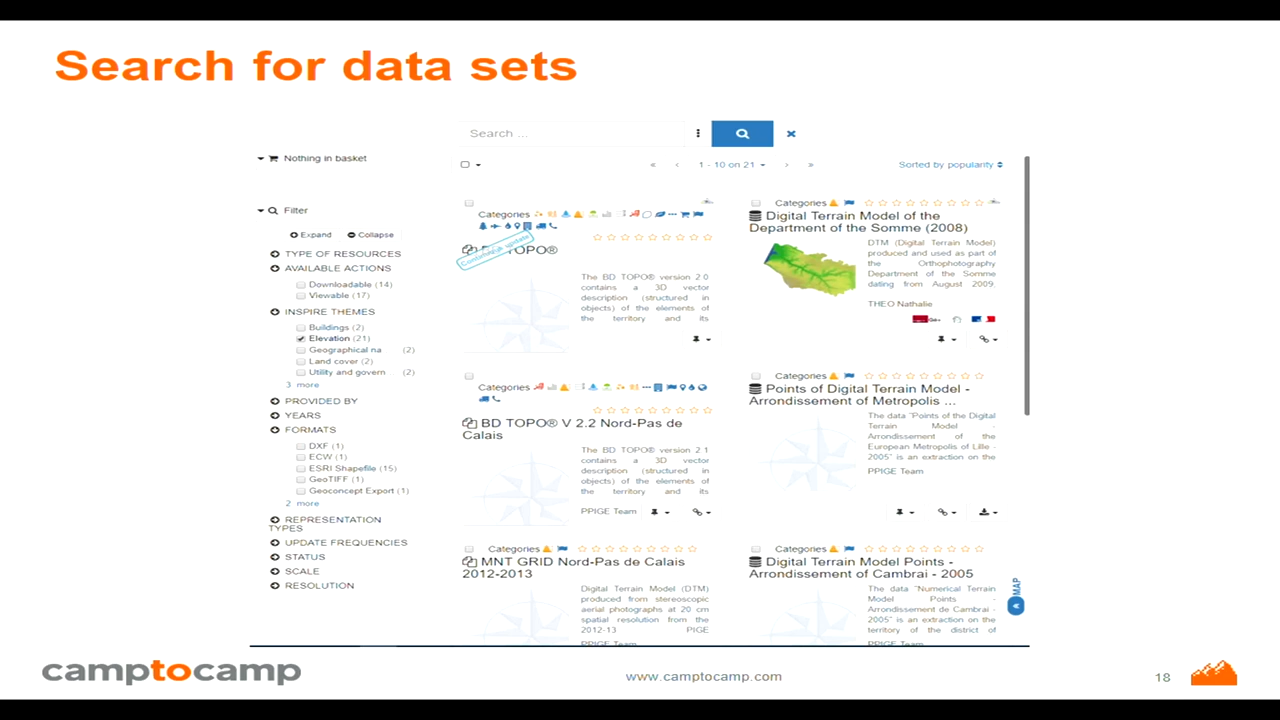 Search for data sets
Search ...
Nothing in basket
1 - 10 on 21
Sorted by popularity
Filter
Expand Collapse
TYPE OF RESOURCES
AVAILABLE ACTIONS
Downloadable (14)
Viewable (17)
INSPIRE THEMES
Buildings (2)
Elevation (21)
Geographical na (2)
Land cover (2)
Utility and govern (2)
3 more
PROVIDED BY
YEARS
FORMATS
DXF (1)
ECW (1)
ESRI Shapefile (15)
GeoTIFF (1)
Geoconcept Export (1)
2 more
REPRESENTATION
TYPES
UPDATE FREQUENCIES
STATUS
SCALE
RESOLUTION
Categories
TOPO®
update
The BD TOPO® version 2.0
contains a 3D vector
description (structured in
objects) of the elements of
the territory and its
Categories
Digital Terrain Model of the
Department of the Somme (2008)
DTM (Digital Terrain Model)
produced and used as part of
the Orthophotography
Department of the Somme
dating from August 2009.
THEO Nathalie
Categories
BD TOPO® V 2.2 Nord-Pas de
Calais
The BD TOPO® version 2.1
contains a 3D vector
description (structured in
objects) of the elements of
the territory and its
PPIGE Team
Categories
Points of Digital Terrain Model -
Arrondissement of Metropolis ...
The data "Points of the Digital
Terrain Model -
Arrondissement of the
European Metropolis of Lille -
2005" is an extraction on the
PPIGE Team
Categories
MNT GRID Nord-Pas de Calais
2012-2013
Digital Terrain Model (DTM)
produced from stereoscopic
aerial photographs at 20 cm
spatial resolution from the
2012-13 PIGE
PPIGE Team
Categories
Digital Terrain Model Points -
Arrondissement of Cambrai - 2005
The data "Numerical Terrain
Model Points -
Arrondissement de Cambrai -
2005" is an extraction on the
territory of the district of
PPIGE Team
MAP
camptocamp
www.camptocamp.com
18